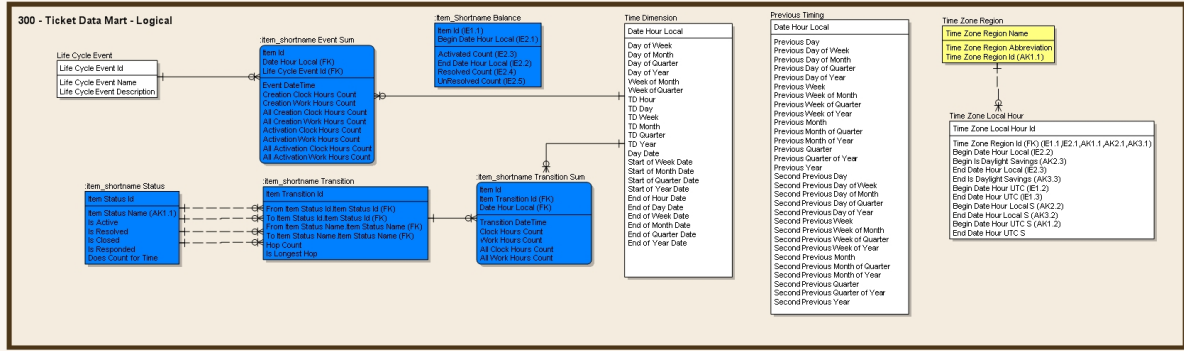 300 - Ticket Data Mart - Logical
Life Cycle Event
Life Cycle Event Id
Life Cycle Event Name
Life Cycle Event Description
:item_shortname Event Sum
Item Id
Date Hour Local (FK)
Life Cycle Event Id (FK)
Event DateTime
Creation Clock Hours Count
Creation Work Hours Count
All Creation Clock Hours Count
All Creation Work Hours Count
Activation Clock Hours Count
Activation Work Hours Count
All Activation Clock Hours Count
All Activation Work Hours Count
:Item_Shortname Balance
Item Id (IE1.1)
Begin Date Hour Local (IE2.1)
Activated Count (IE2.3)
End Date Hour Local (IE2.2)
Resolved Count (IE2.4)
UnResolved Count (IE2.5)
:item_shortname Status
Item Status Id
Item Status Name (AK1.1)
Is Active
Is Resolved
Is Closed
Is Responded
Does Count for Time
:item_shortname Transition
Item Transition Id
From Item Status Id.Item Status Id (FK)
To Item Status Id.Item Status Id (FK)
From Item Status Name.Item Status Name (FK)
To Item Status Name.Item Status Name (FK)
Hop Count
Is Longest Hop
:item_shortname Transition Sum
Item Id
Item Transition Id (FK)
Date Hour Local (FK)
Transition DateTime
Clock Hours Count
Work Hours Count
All Clock Hours Count
All Work Hours Count
Time Dimension
Date Hour Local
Day of Week
Day of Month
Day of Quarter
Day of Year
Week of Month
Week of Quarter
TD Hour
TD Day
TD Week
TD Month
TD Quarter
TD Year
Day Date
Start of Week Date
Start of Month Date
Start of Quarter Date
Start of Year Date
End of Hour Date
End of Day Date
End of Week Date
End of Month Date
End of Quarter Date
End of Year Date
Previous Timing
Date Hour Local
Previous Day
Previous Day of Week
Previous Day of Month
Previous Day of Quarter
Previous Day of Year
Previous Week
Previous Week of Month
Previous Week of Quarter
Previous Week of Year
Previous Month
Previous Month of Quarter
Previous Month of Year
Previous Quarter
Previous Quarter of Year
Previous Year
Second Previous Day
Second Previous Day of Week
Second Previous Day of Month
Second Previous Day of Quarter
Second Previous Day of Year
Second Previous Week
Second Previous Week of Month
Second Previous Week of Quarter
Second Previous Week of Year
Second Previous Month
Second Previous Month of Quarter
Second Previous Month of Year
Second Previous Quarter
Second Previous Quarter of Year
Second Previous Year
Time Zone Region
Time Zone Region Name
Time Zone Region Abbreviation
Time Zone Region Id (AK1.1)
Time Zone Local Hour
Time Zone Local Hour Id
Time Zone Region Id (FK) (IE1.1,IE2.1,AK1.1,AK2.1,AK3.1)
Begin Date Hour Local (IE2.2)
Begin Is Daylight Savings (AK2.3)
End Date Hour Local (IE2.3)
End Is Daylight Savings (AK3.3)
Begin Date Hour UTC (IE1.2)
End Date Hour UTC (IE1.3)
Begin Date Hour Local S (AK2.2)
End Date Hour Local S (AK3.2)
Begin Date Hour UTC S (AK1.2)
End Date Hour UTC S